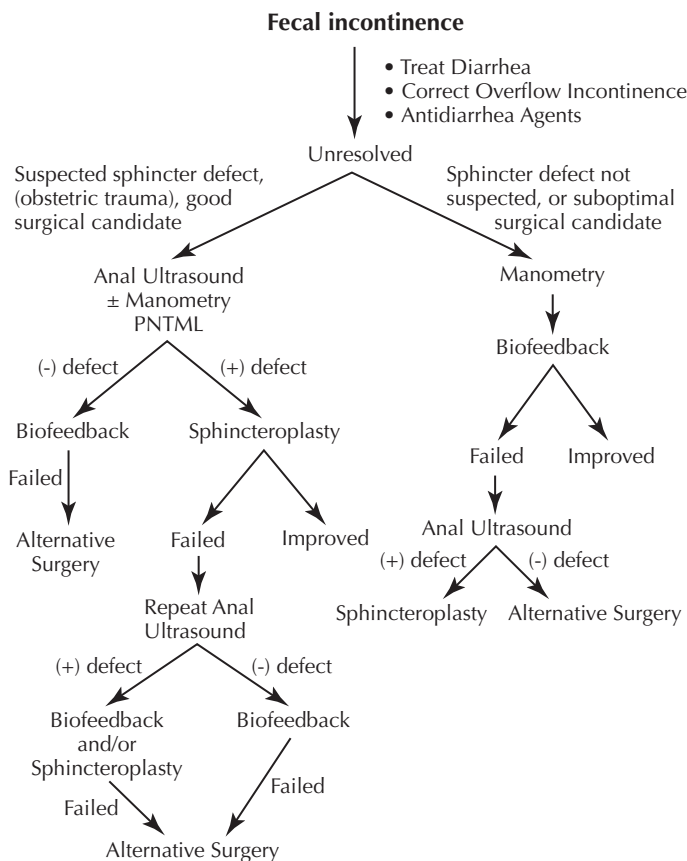 Fecal incontinence
• Treat Diarrhea
• Correct Overflow Incontinence
• Antidiarrhea Agents
Unresolved
Suspected sphincter defect,
(obstetric trauma), good
surgical candidate
Sphincter defect not
suspected, or suboptimal
surgical candidate
Anal Ultrasound
± Manometry
PNTML
Manometry
(-) defect
(+) defect
Biofeedback
Biofeedback
Sphincteroplasty
Failed
Improved
Failed
Alternative
Surgery
Failed
Improved
Anal Ultrasound
(+) defect
(-) defect
Sphincteroplasty
Alternative Surgery
Repeat Anal
Ultrasound
(+) defect
(-) defect
Biofeedback
and/or
Sphincteroplasty
Biofeedback
Failed
Failed
Alternative Surgery